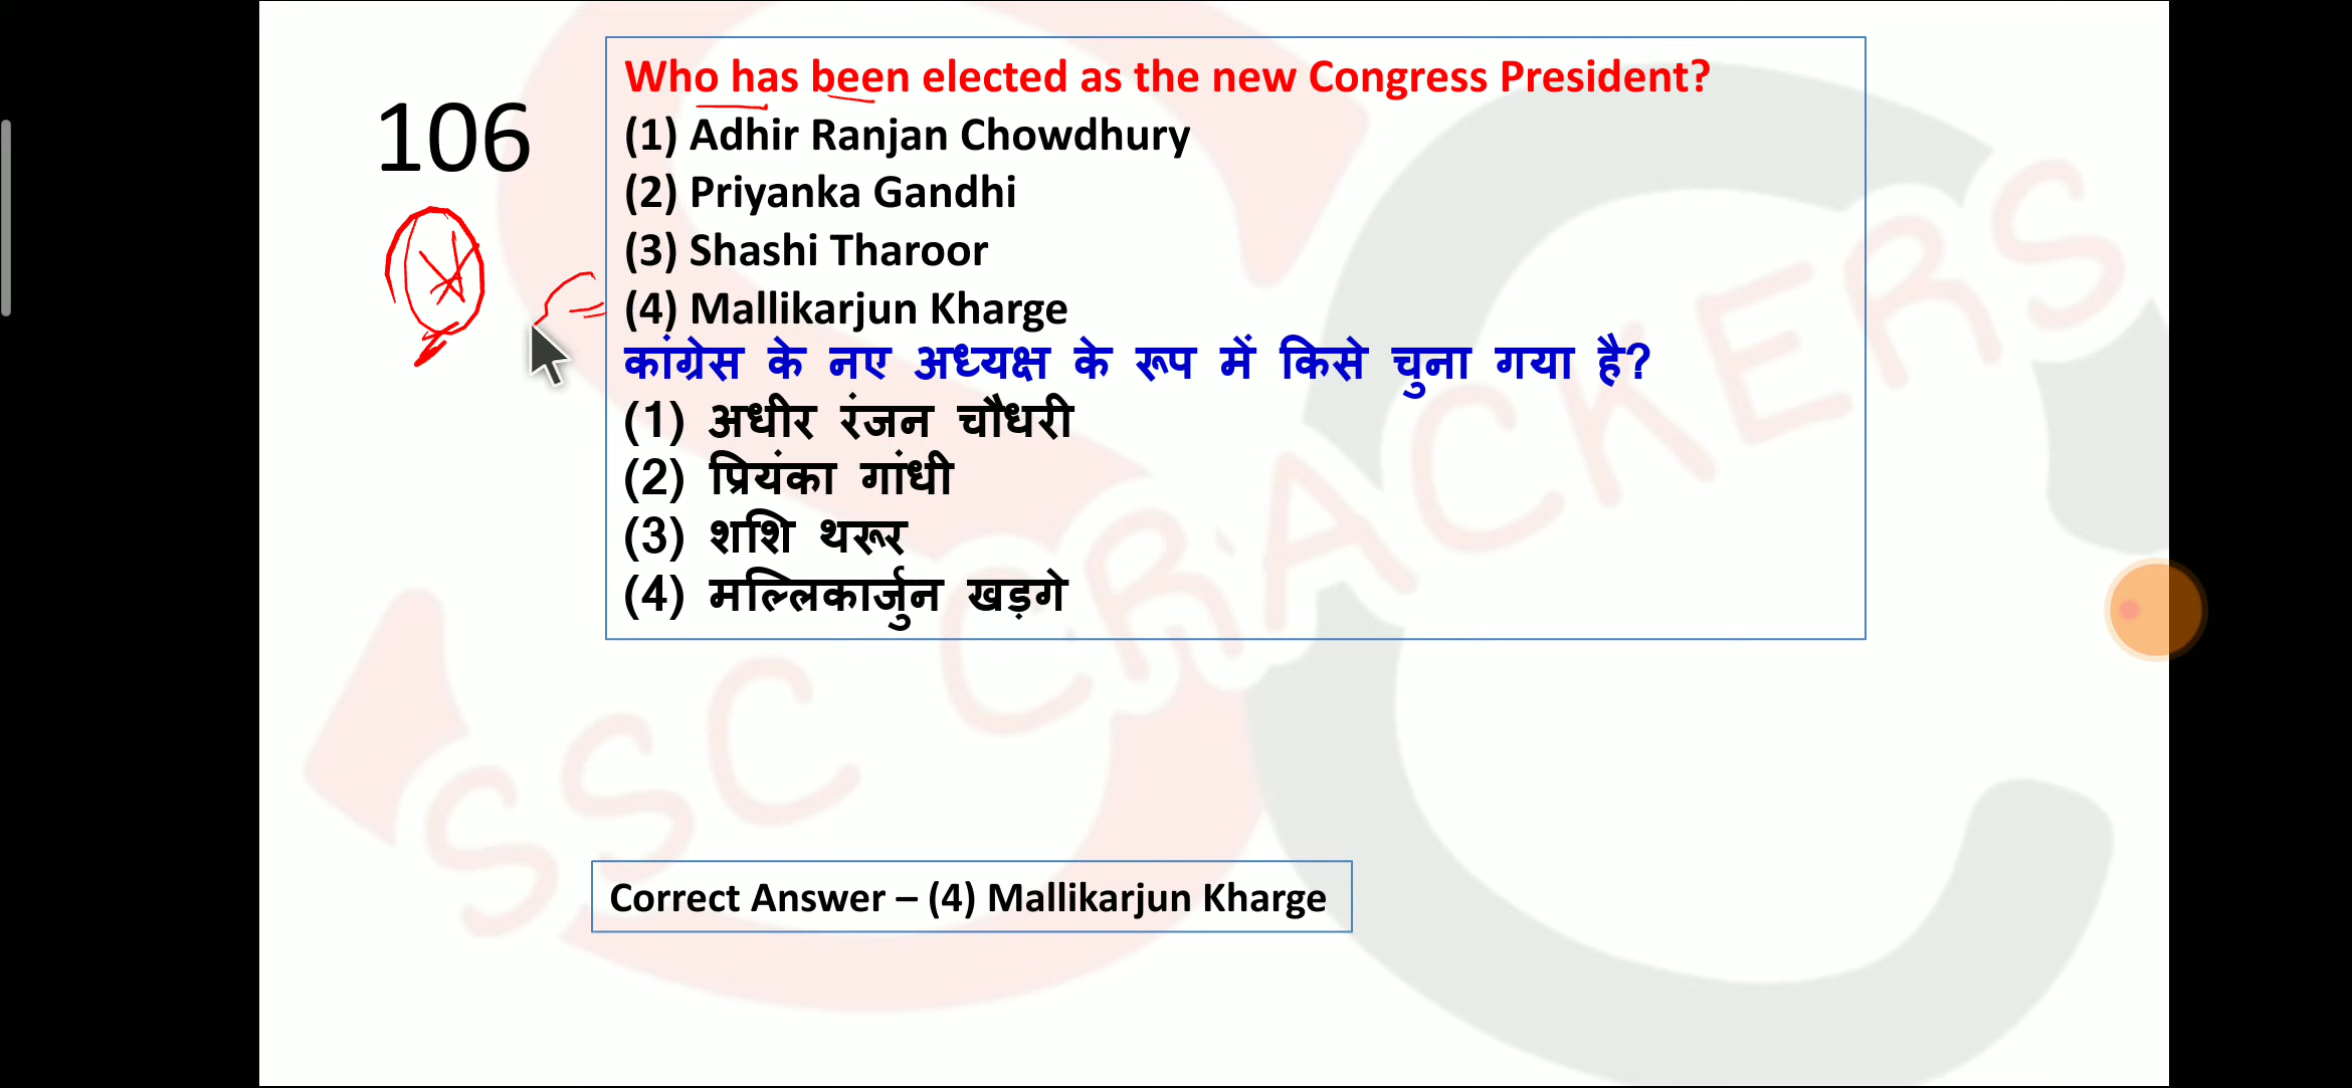 106
Who has been elected as the new Congress President?
(1) Adhir Ranjan Chowdhury
(2) Priyanka Gandhi
(3) Shashi Tharoor
(4) Mallikarjun Kharge
कांग्रेस के नए अध्यक्ष के रूप में किसे चुना गया है?
(1) अधीर रंजन चौधरी
(2) प्रियंका गांधी
(3) शशि थरूर
(4) मल्लिकार्जुन खड़गे
SSC CRACKERS
Correct Answer – (4) Mallikarjun Kharge